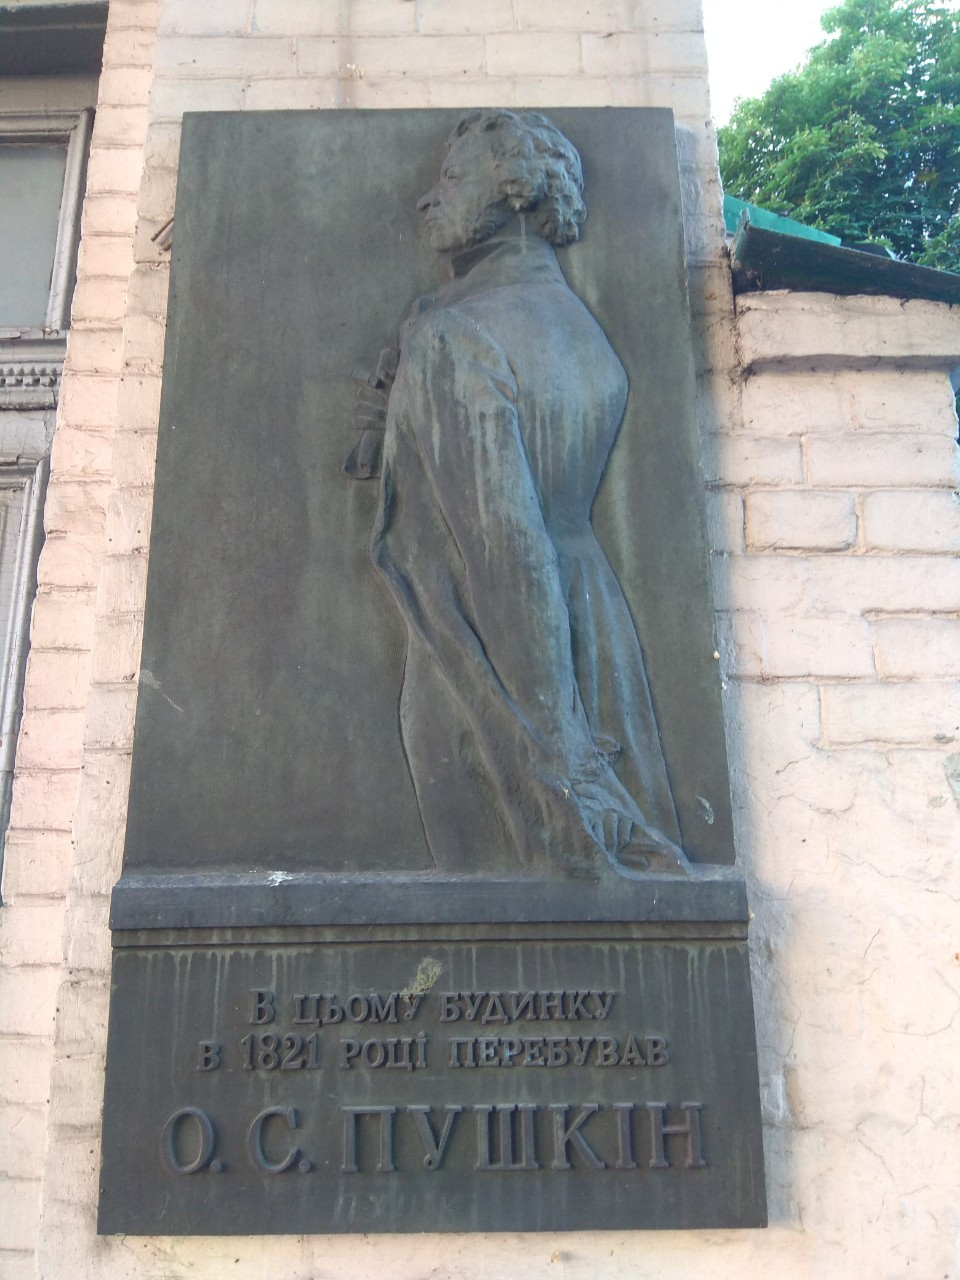 В ЦЬОМУ БУДИНКУ
В 1821 РОЦІ ПЕРЕБУВАВ
О. С. ПУШКІН